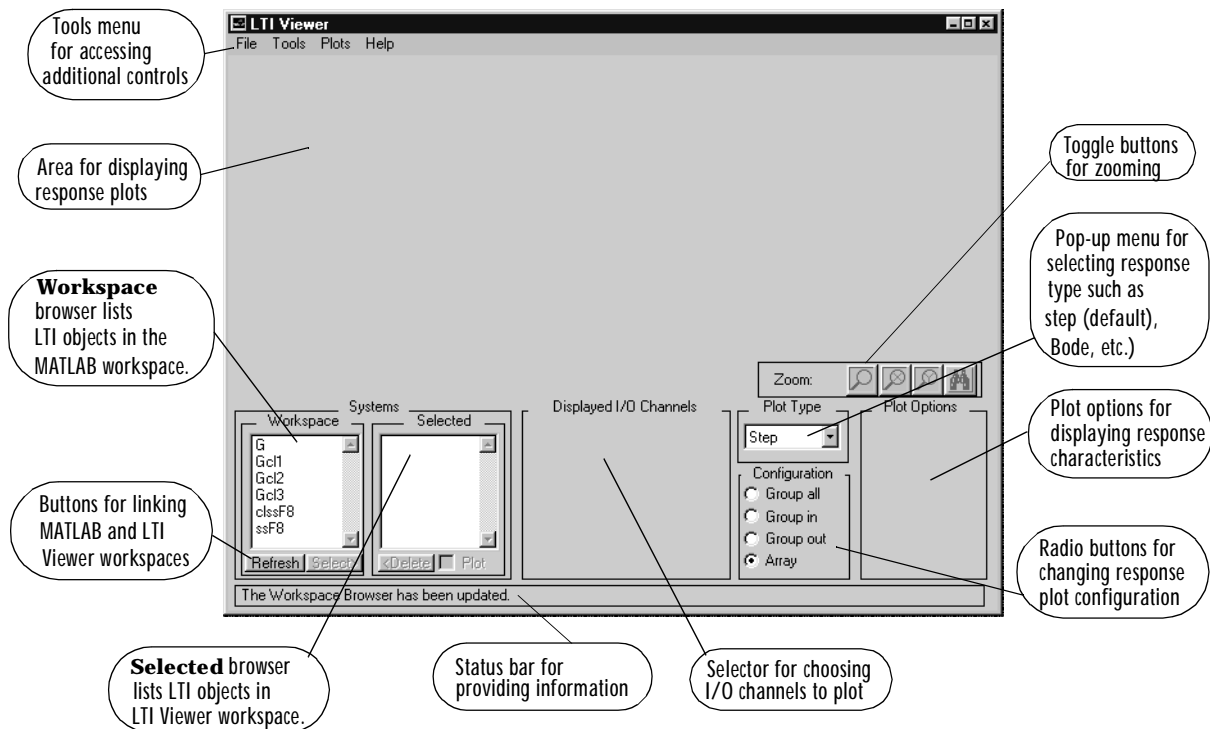 LTI Viewer
File Tools Plots Help
Tools menu
for accessing
additional controls
Area for displaying
response plots
Toggle buttons
for zooming
Pop-up menu for
selecting response
type such as
step (default),
Bode, etc.)
Workspace
browser lists
LTI objects in the
MATLAB workspace.
Zoom:
Systems
Workspace
G
Gcl1
Gcl2
Gcl3
clssF8
ssF8
Refresh Select>
Selected
<Delete Plot
Displayed I/O Channels
Plot Type
Step
Configuration
Group all
Group in
Group out
Array
Plot Options
Plot options for
displaying response
characteristics
Buttons for linking
MATLAB and LTI
Viewer workspaces
Radio buttons for
changing response
plot configuration
The Workspace Browser has been updated.
Selected browser
lists LTI objects in
LTI Viewer workspace.
Status bar for
providing information
Selector for choosing
I/O channels to plot